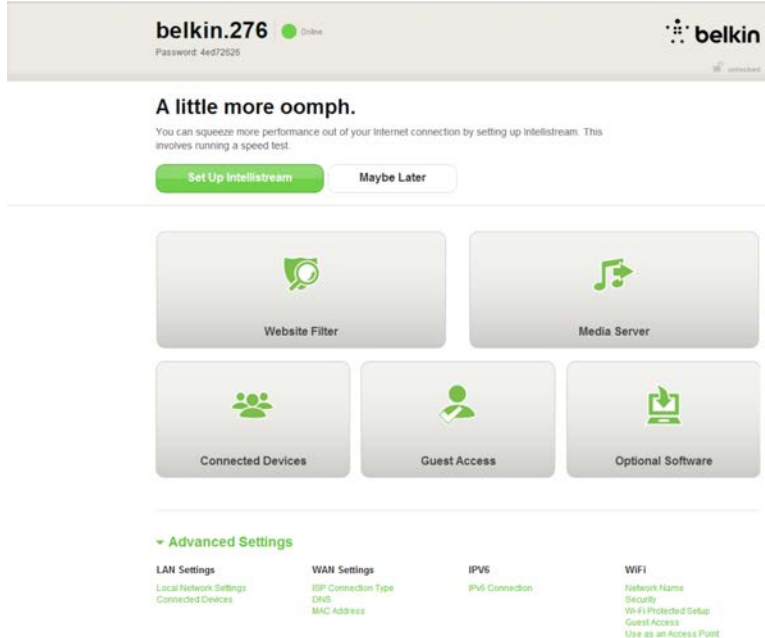 belkin.276
Online
belkin
Password: 4ed72626
unlocked
A little more oomph.
You can squeeze more performance out of your Internet connection by setting up Intellistream. This
involves running a speed test.
Set Up Intellistream
Maybe Later
Website Filter
Media Server
Connected Devices
Guest Access
Optional Software
Advanced Settings
LAN Settings
Local Network Settings
Connected Devices
WAN Settings
ISP Connection Type
DNS
MAC Address
IPV6
IPv6 Connection
WiFi
Network Name
Security
Wi-Fi Protected Setup
Guest Access
Use as an Access Point